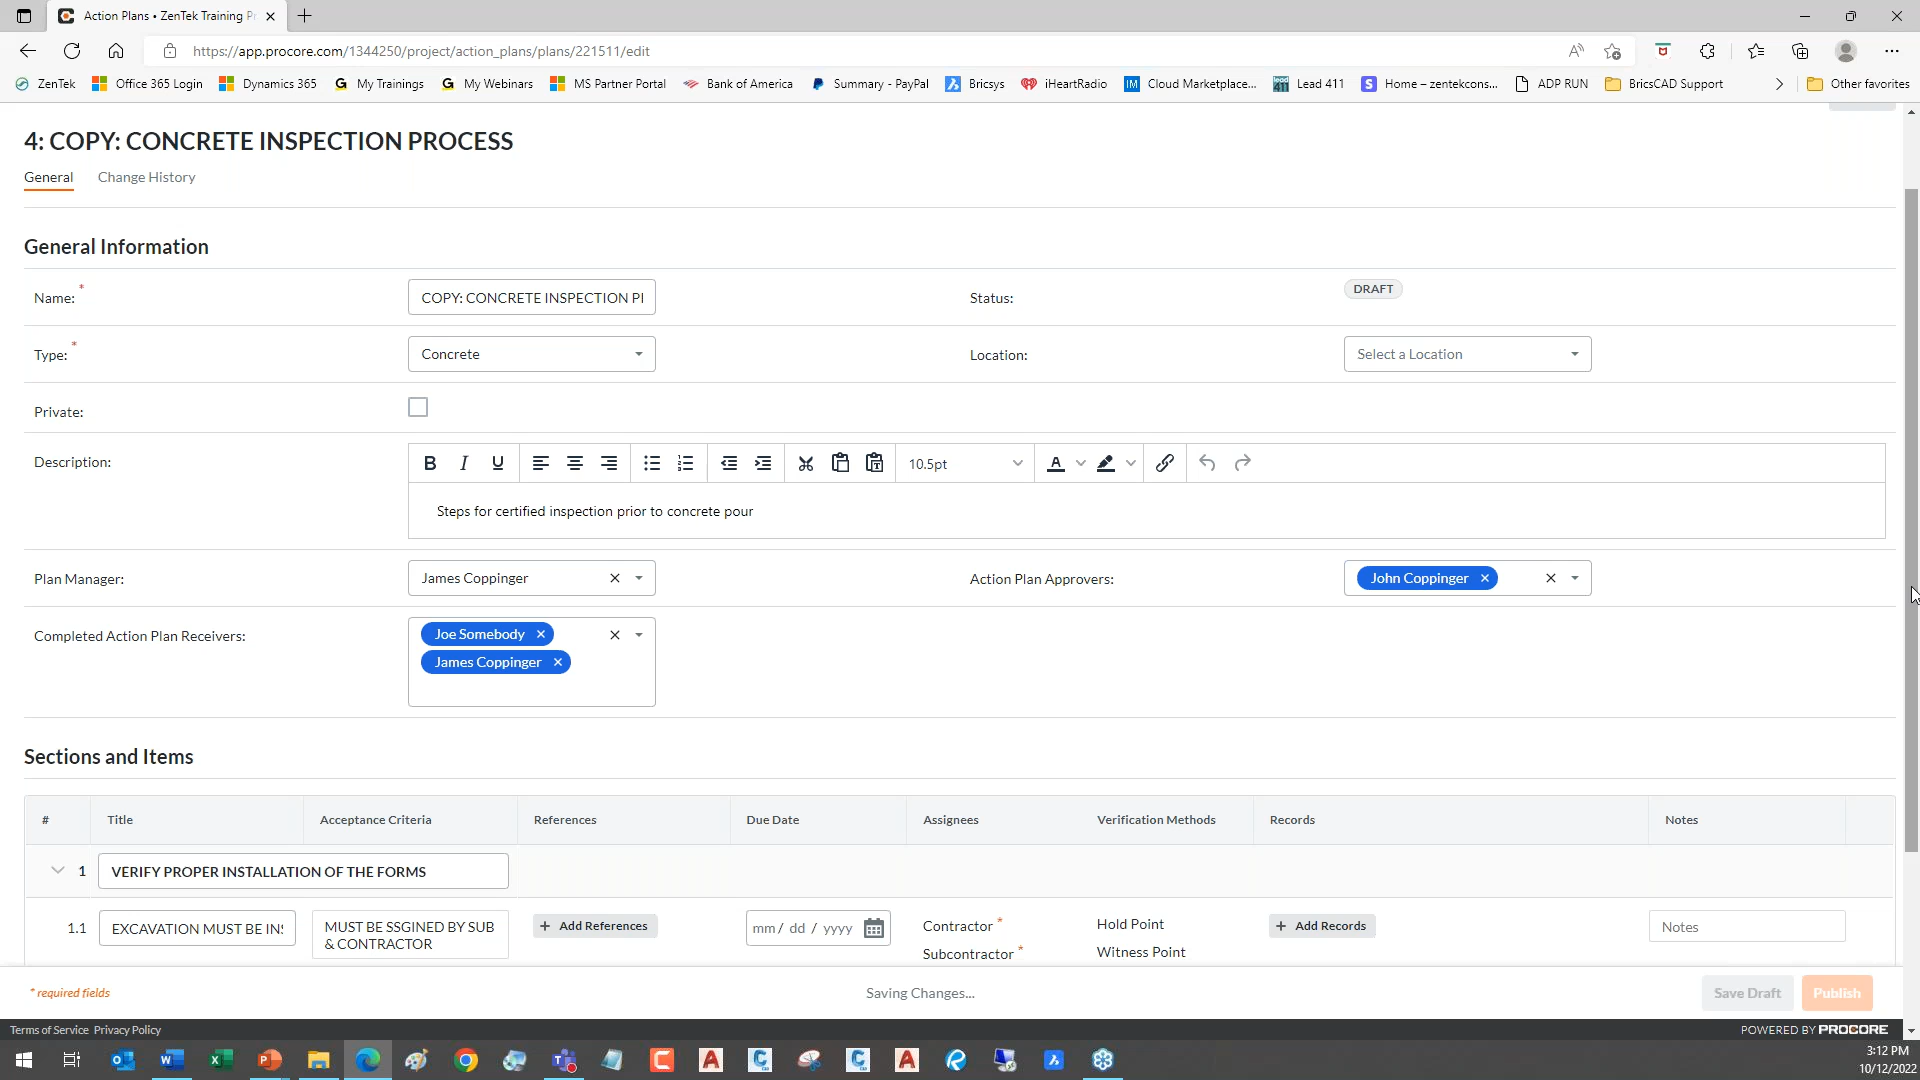 Action Plans • ZenTek Training Pr
https://app.procore.com/1344250/project/action_plans/plans/221511/edit
ZenTek Office 365 Login Dynamics 365 My Trainings My Webinars MS Partner Portal Bank of America Summary - PayPal Bricsys iHeartRadio IM Cloud Marketplace... Lead 411 Home – zentekcons... ADP RUN BricsCAD Support Other favorites
4: COPY: CONCRETE INSPECTION PROCESS
General Change History
General Information
Name: * COPY: CONCRETE INSPECTION PI Status: DRAFT
Type: * Concrete Location: Select a Location
Private:
Description: B I U 10.5pt A
Steps for certified inspection prior to concrete pour
Plan Manager: James Coppinger Action Plan Approvers: John Coppinger
Completed Action Plan Receivers: Joe Somebody
James Coppinger
Sections and Items
# Title Acceptance Criteria References Due Date Assignees Verification Methods Records Notes
1 VERIFY PROPER INSTALLATION OF THE FORMS
1.1 EXCAVATION MUST BE IN: MUST BE SSGINED BY SUB & CONTRACTOR + Add References mm / dd / yyyy Contractor * Hold Point + Add Records Notes
Subcontractor * Witness Point
* required fields Saving Changes... Save Draft Publish
Terms of Service Privacy Policy POWERED BY PROCORE
3:12 PM
10/12/2022